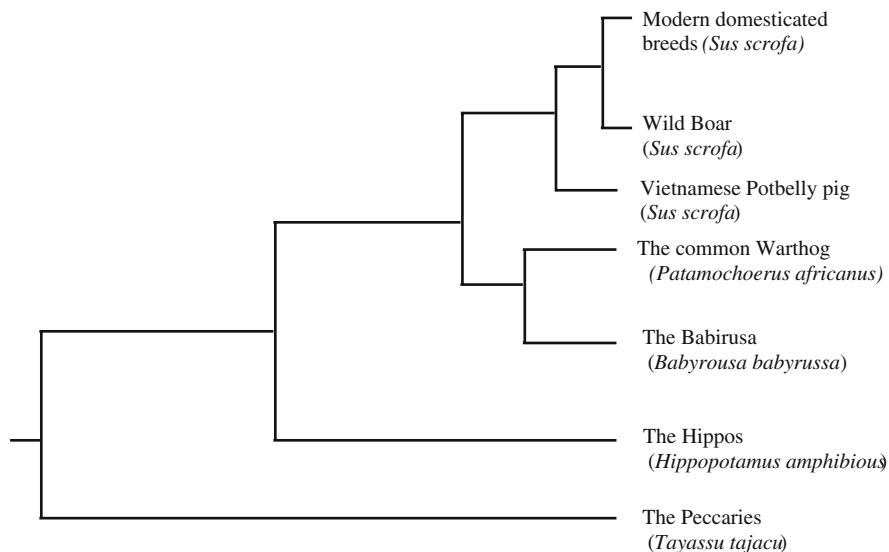 Modern domesticated
breeds (Sus scrofa)
Wild Boar
(Sus scrofa)
Vietnamese Potbelly pig
(Sus scrofa)
The common Warthog
(Patamochoerus africanus)
The Babirusa
(Babyrousa babyrussa)
The Hippos
(Hippopotamus amphibious)
The Peccaries
(Tayassu tajacu)